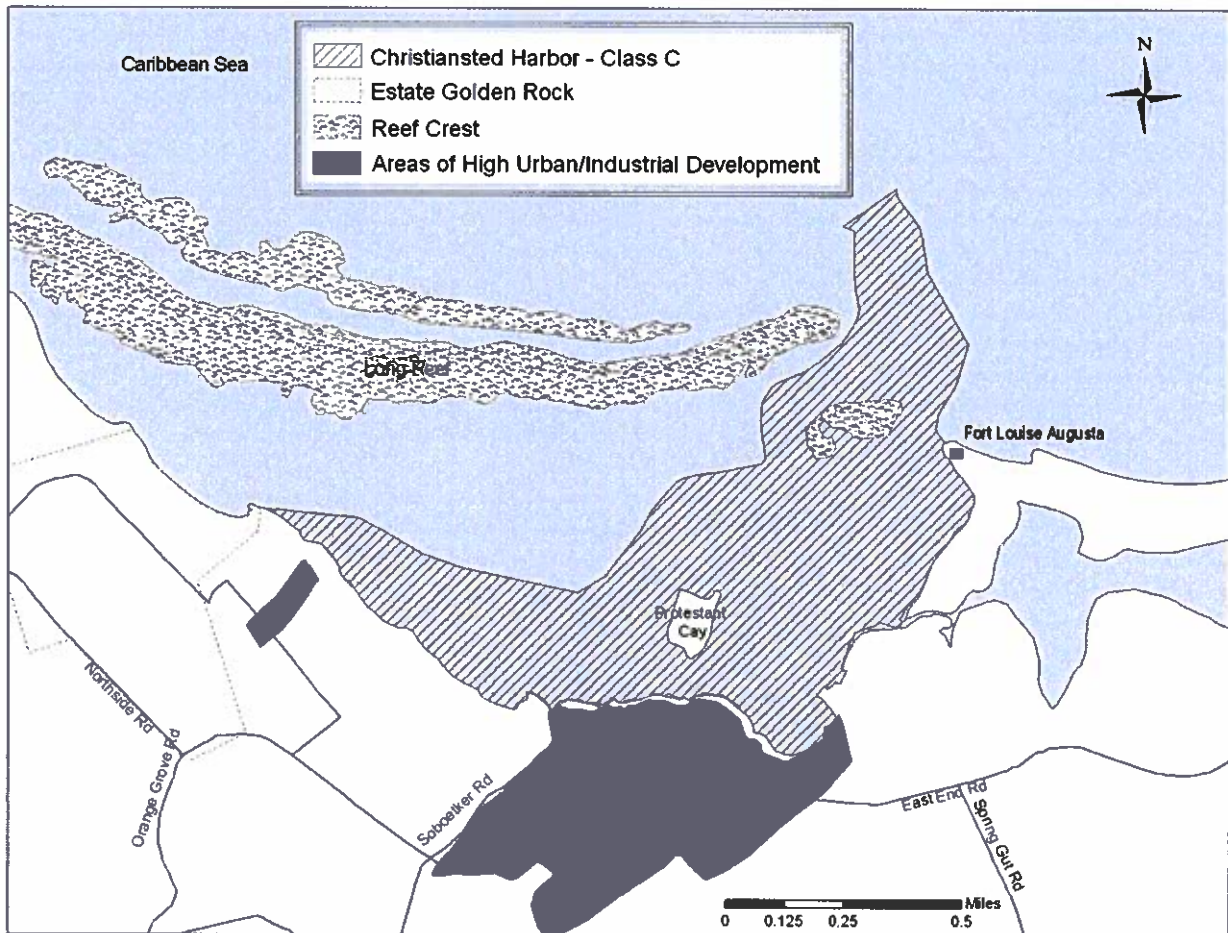 Caribbean Sea
Christiansted Harbor - Class C
Estate Golden Rock
Reef Crest
Areas of High Urban/Industrial Development
N
Long Reef
Fort Louise Augusta
Protestant
Cay
Northside Rd
Orange Grove Rd
Soboetker Rd
East End Rd
Spring Gut Rd
Miles
0 0.125 0.25 0.5